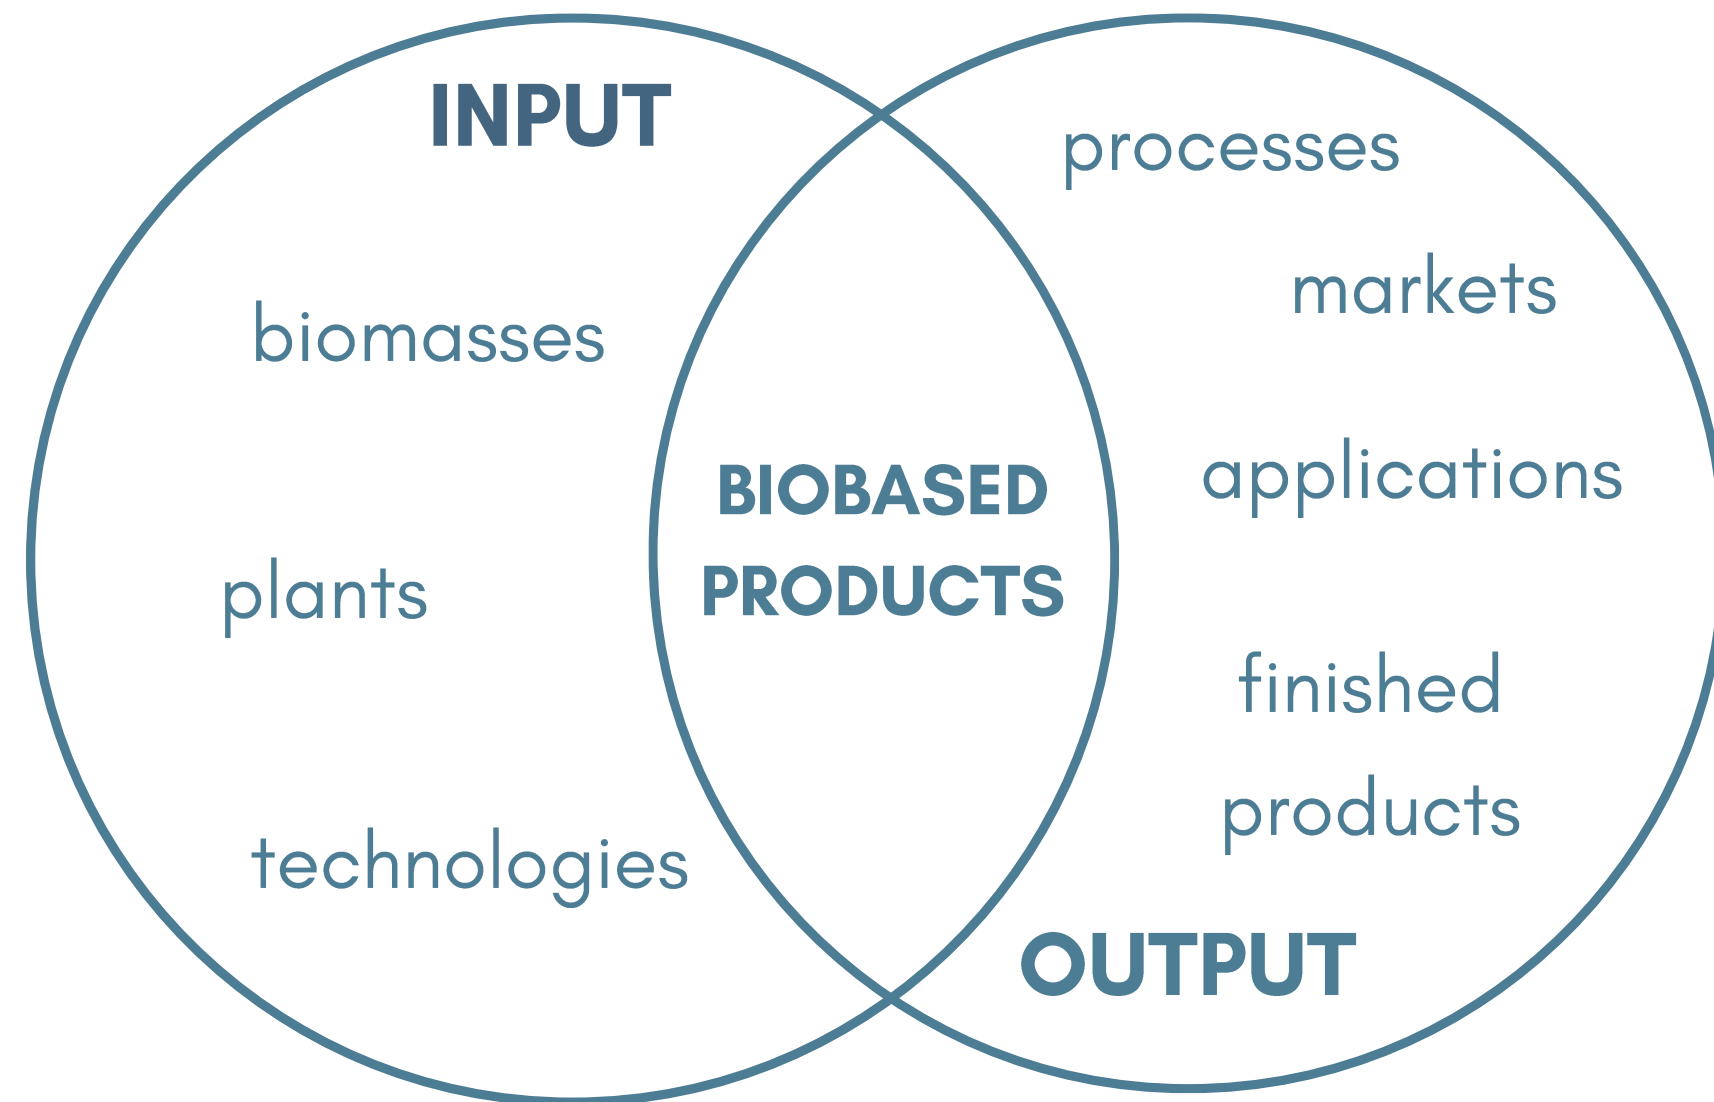 INPUT
biomasses
plants
technologies
BIOBASED
PRODUCTS
processes
markets
applications
finished
products
OUTPUT